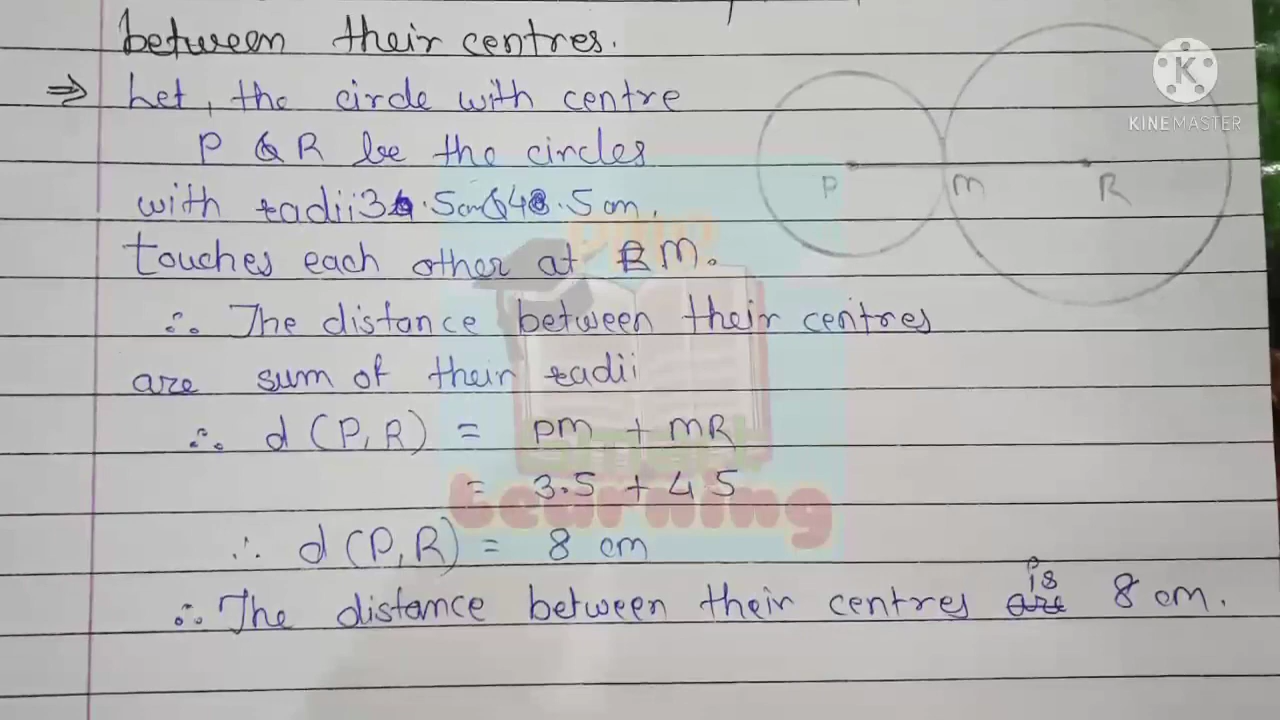 between their centres.
⇒ Let, the circle with centre
P & R be the circles
with radii 3.5cm & 4.5 cm.
touches each other at M.
∴ The distance between their centres
are sum of their radii
∴ d (P, R) = PM + MR
= 3.5 + 4.5
∴ d (P, R) = 8 cm
∴ The distance between their centres is 8 cm.
P M R
K
KINEMASTER
Smart
Learning